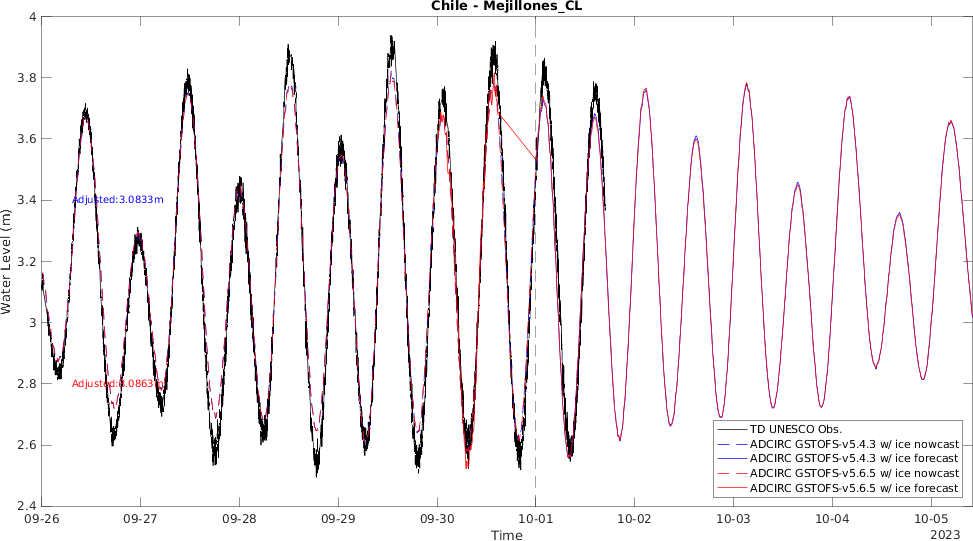 Chile - Mejillones_CL
4
3.8
3.6
3.4
3.2
3
2.8
2.6
2.4
Water Level (m)
Adjusted:3.0833m
Adjusted:3.0863m
TD UNESCO Obs.
ADCIRC GSTOFS-v5.4.3 w/ ice nowcast
ADCIRC GSTOFS-v5.4.3 w/ ice forecast
ADCIRC GSTOFS-v5.6.5 w/ ice nowcast
ADCIRC GSTOFS-v5.6.5 w/ ice forecast
09-26 09-27 09-28 09-29 09-30 10-01 10-02 10-03 10-04 10-05
Time
2023